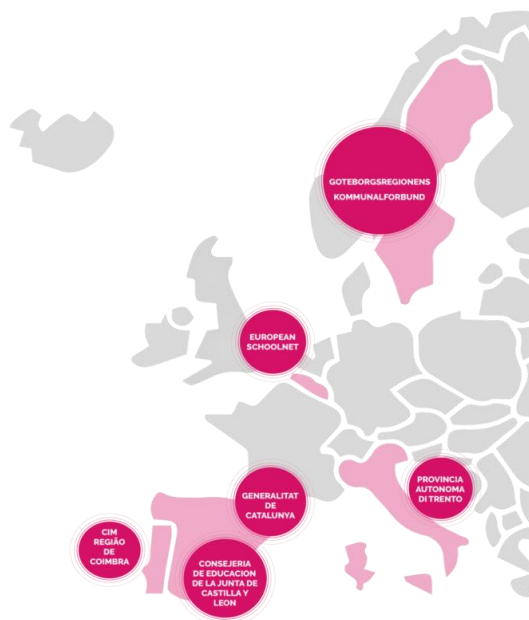 GOTEBORGSREGIONENS
KOMMUNALFORBUND
EUROPEAN
SCHOOLNET
GENERALITAT
DE
CATALUNYA
PROVINCIA
AUTONOMA
DI TRENTO
CIM
REGIÃO
DE
COIMBRA
CONSEJERIA
DE EDUCACION
DE LA JUNTA DE
CASTILLA Y
LEON